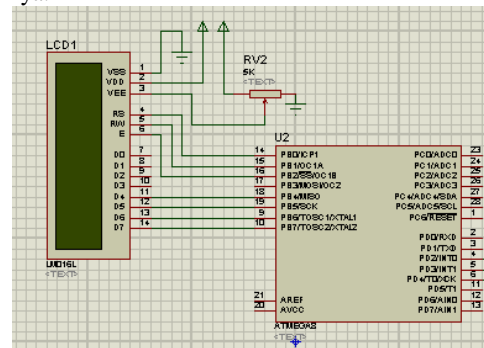 LCD1
LM016L
<TEXT>
VSS 1
VDD 2
VEE 3
RS 4
RW 5
E 6
D0 7
D1 8
D2 9
D3 10
D4 11
D5 12
D6 13
D7 14
RV2
5K
<TEXT>
U2
14 PB0/ICP1
15 PB1/OC1A
16 PB2/SS/OC1B
17 PB3/MOSI/OC2
18 PB4/MISO
19 PB5/SCK
9 PB6/TOSC1/XTAL1
10 PB7/TOSC2/XTAL2
21 AREF
20 AVCC
PC0/ADC0 23
PC1/ADC1 24
PC2/ADC2 25
PC3/ADC3 26
PC4/ADC4/SDA 27
PC5/ADC5/SCL 28
PC6/RESET 1
PD0/RXD 2
PD1/TXD 3
PD2/INT0 4
PD3/INT1 5
PD4/T0/XCK 6
PD5/T1 11
PD6/AIN0 12
PD7/AIN1 13
ATMEGA8
<TEXT>